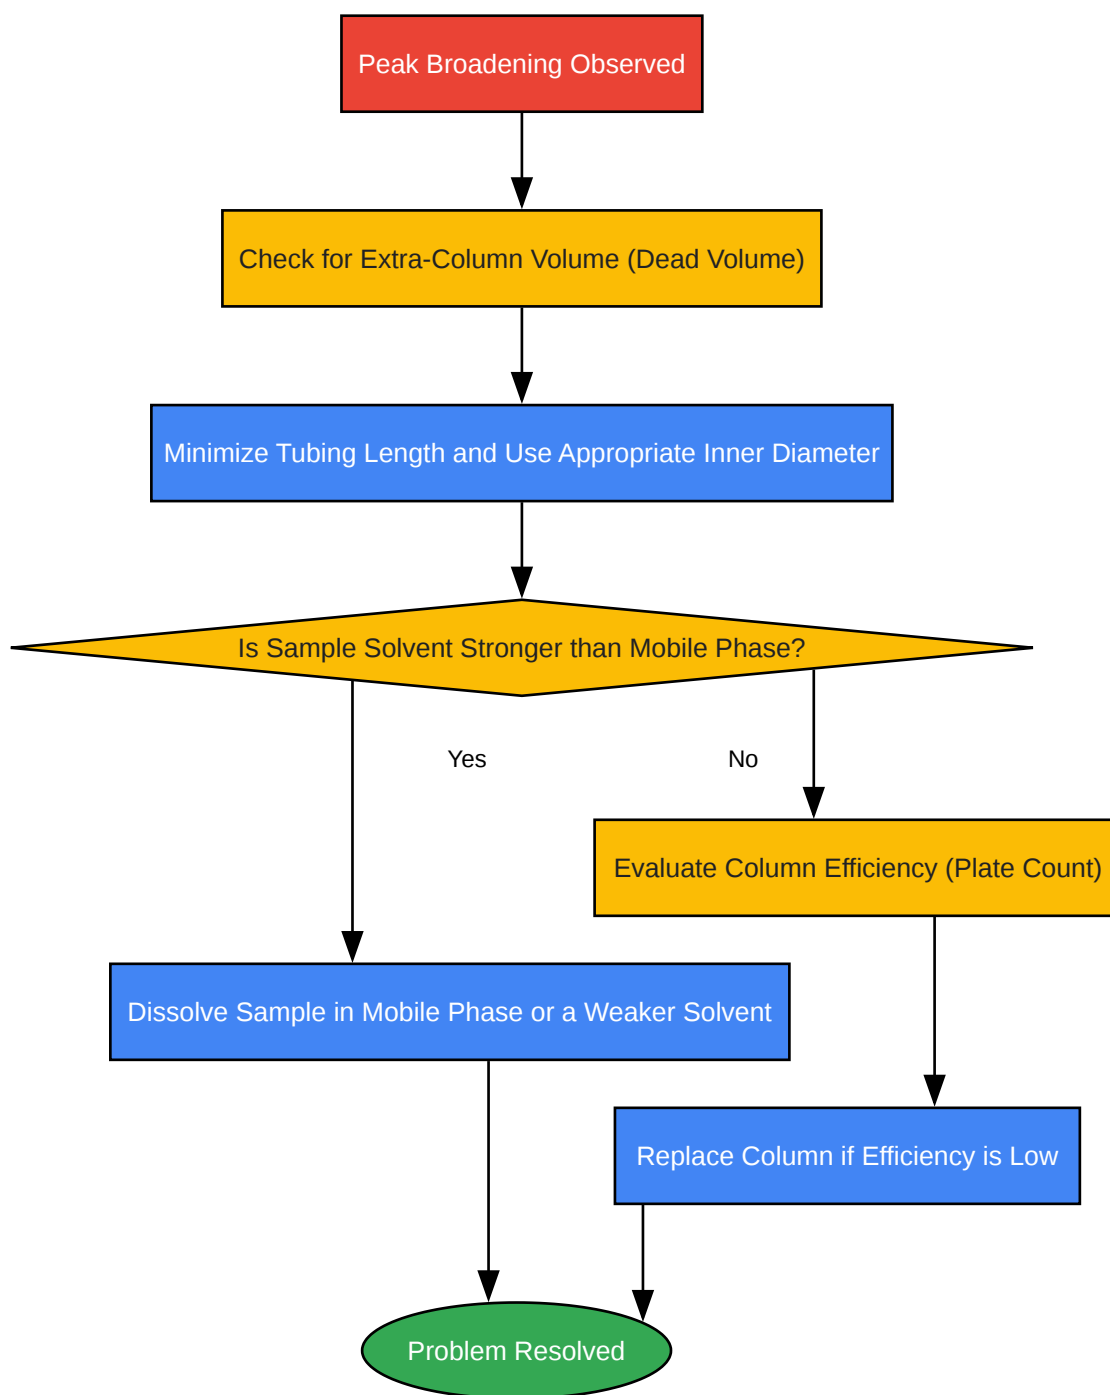 Peak Broadening Observed
Check for Extra-Column Volume (Dead Volume)
Minimize Tubing Length and Use Appropriate Inner Diameter
Is Sample Solvent Stronger than Mobile Phase?
Yes
No
Evaluate Column Efficiency (Plate Count)
Dissolve Sample in Mobile Phase or a Weaker Solvent
Replace Column if Efficiency is Low
Problem Resolved